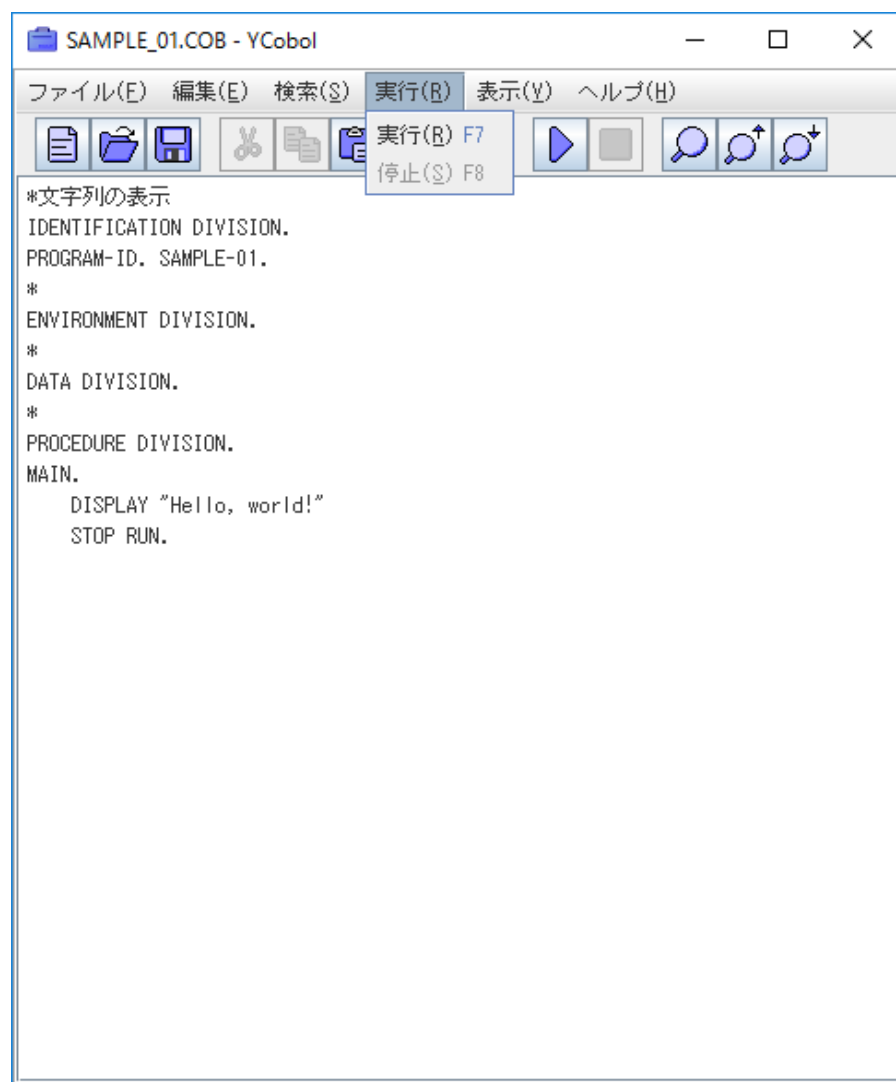 SAMPLE_01.COB - YCobol
ファイル(F) 編集(E) 検索(S) 実行(R) 表示(V) ヘルプ(H)
実行(R) F7
停止(S) F8
*文字列の表示
IDENTIFICATION DIVISION.
PROGRAM-ID. SAMPLE-01.
*
ENVIRONMENT DIVISION.
*
DATA DIVISION.
*
PROCEDURE DIVISION.
MAIN.
DISPLAY "Hello, world!"
STOP RUN.